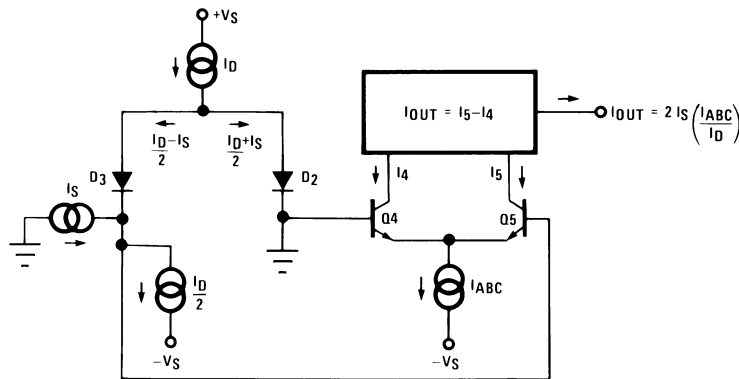 +VS
ID
IOUT = I5–I4
IOUT = 2 IS (IABC/ID)
ID/2 –IS
ID/2 +IS
D3
D2
IS
I4
I5
Q4
Q5
ID/2
IABC
–VS
–VS